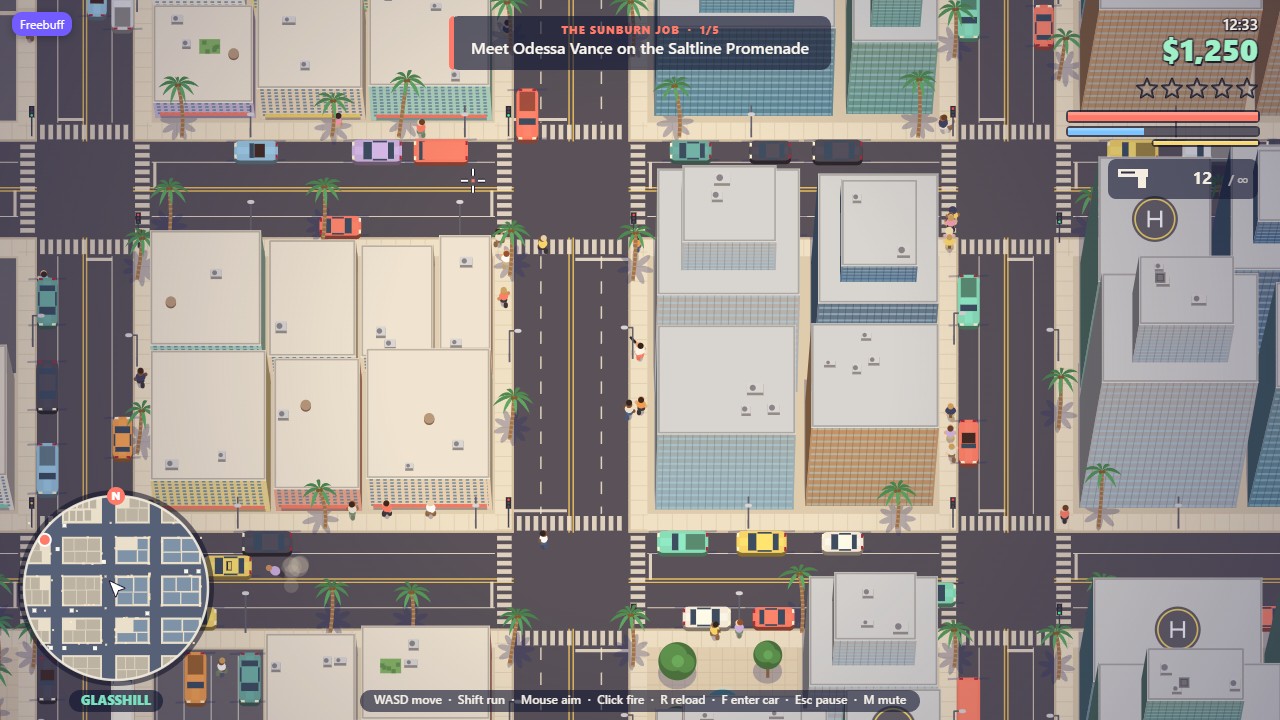 Freebuff
THE SUNBURN JOB · 1/5
Meet Odessa Vance on the Saltline Promenade
12:33
$1,250
12 / ∞
H
H
N
GLASSHILL
WASD move · Shift run · Mouse aim · Click fire · R reload · F enter car · Esc pause · M mute